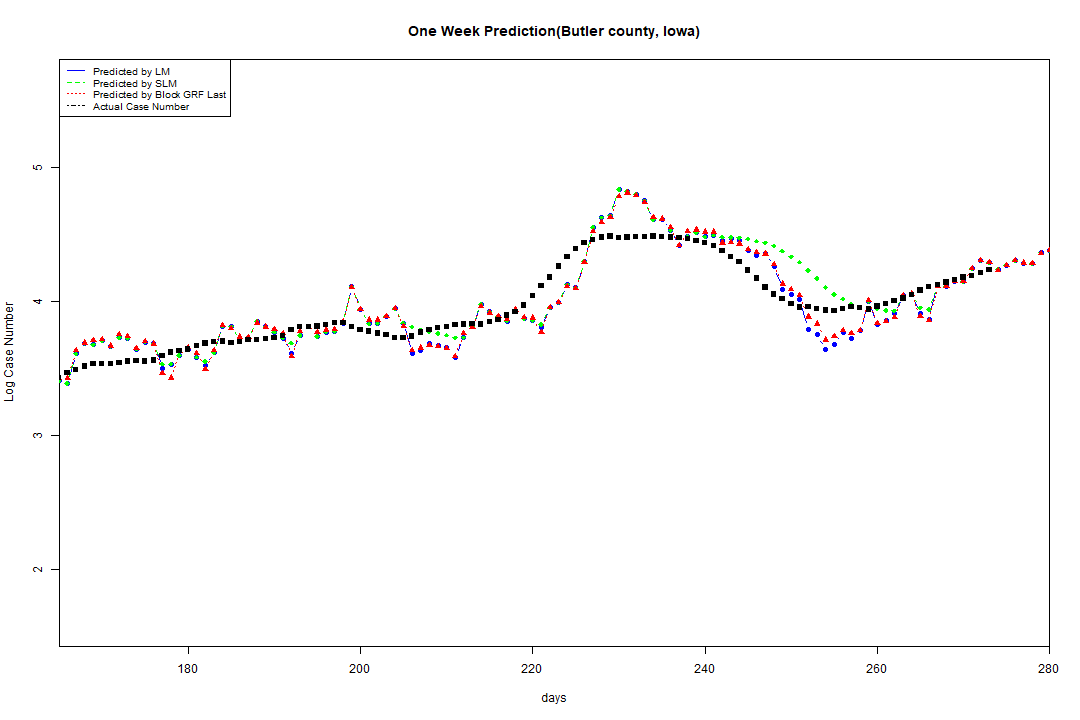 One Week Prediction(Butler county, Iowa)
Predicted by LM
Predicted by SLM
Predicted by Block GRF Last
Actual Case Number
5
4
3
2
Log Case Number
180 200 220 240 260 280
days